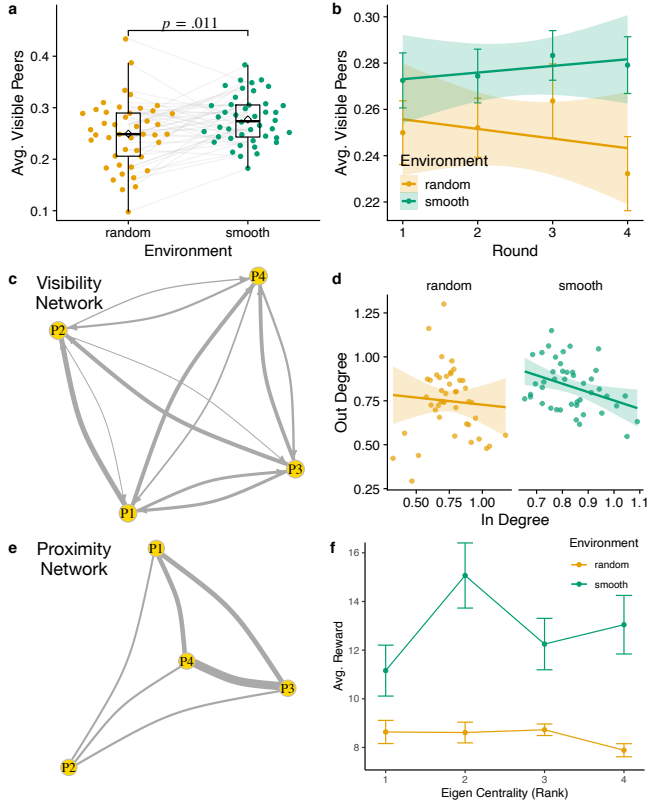 a
p = .011
Avg. Visible Peers
0.4
0.3
0.2
0.1
random
smooth
Environment
b
Avg. Visible Peers
0.30
0.28
0.26
0.24
0.22
Environment
random
smooth
1
2
3
4
Round
c
Visibility
Network
P4
P2
P3
P1
d
random
smooth
Out Degree
1.25
1.00
0.75
0.50
0.25
0.50
0.75
1.00
0.7
0.8
0.9
1.0
1.1
In Degree
e
Proximity
Network
P1
P4
P3
P2
f
Environment
random
smooth
Avg. Reward
16
14
12
10
8
1
2
3
4
Eigen Centrality (Rank)